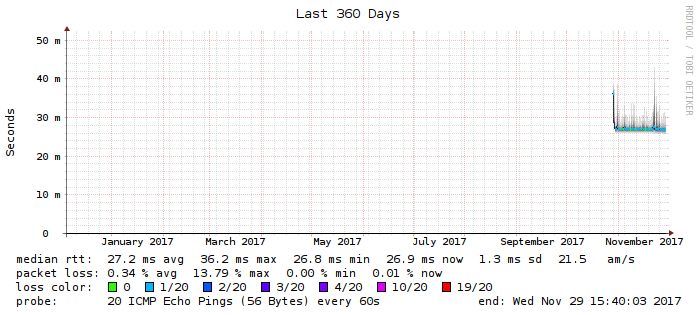 Last 360 Days
RRDTOOL / TOBI OETIKER
Seconds
50 m
40 m
30 m
20 m
10 m
0
January 2017 March 2017 May 2017 July 2017 September 2017 November 2017
median rtt: 27.2 ms avg 36.2 ms max 26.8 ms min 26.9 ms now 1.3 ms sd 21.5 am/s
packet loss: 0.34 % avg 13.79 % max 0.00 % min 0.01 % now
loss color: 0 1/20 2/20 3/20 4/20 10/20 19/20
probe: 20 ICMP Echo Pings (56 Bytes) every 60s end: Wed Nov 29 15:40:03 2017